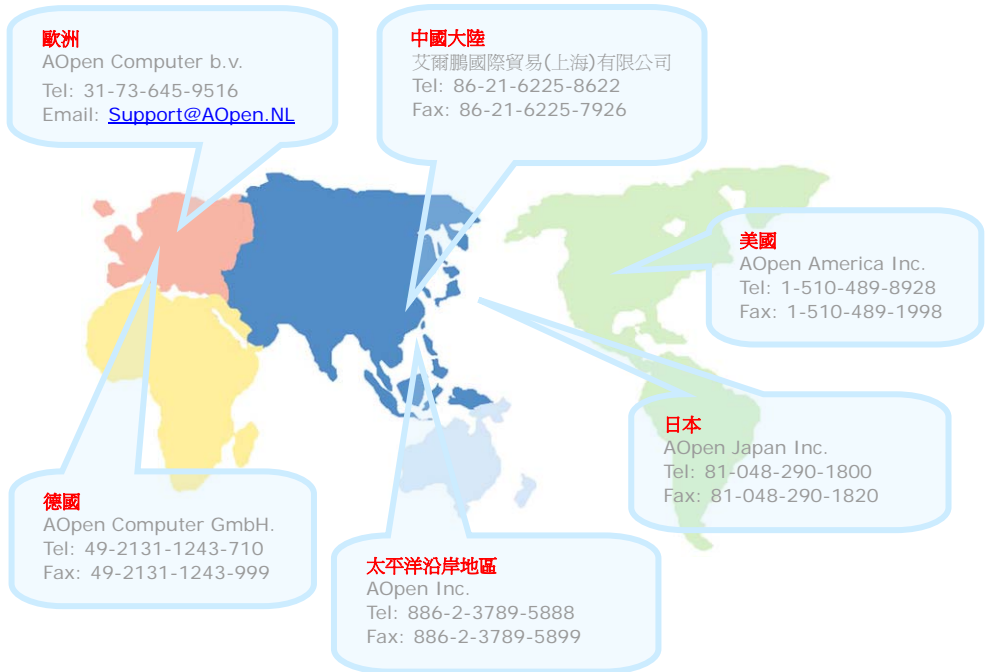 歐洲
AOpen Computer b.v.
Tel: 31-73-645-9516
Email: Support@AOpen.NL
中國大陸
艾爾鵬國際貿易(上海)有限公司
Tel: 86-21-6225-8622
Fax: 86-21-6225-7926
美國
AOpen America Inc.
Tel: 1-510-489-8928
Fax: 1-510-489-1998
日本
AOpen Japan Inc.
Tel: 81-048-290-1800
Fax: 81-048-290-1820
德國
AOpen Computer GmbH.
Tel: 49-2131-1243-710
Fax: 49-2131-1243-999
太平洋沿岸地區
AOpen Inc.
Tel: 886-2-3789-5888
Fax: 886-2-3789-5899